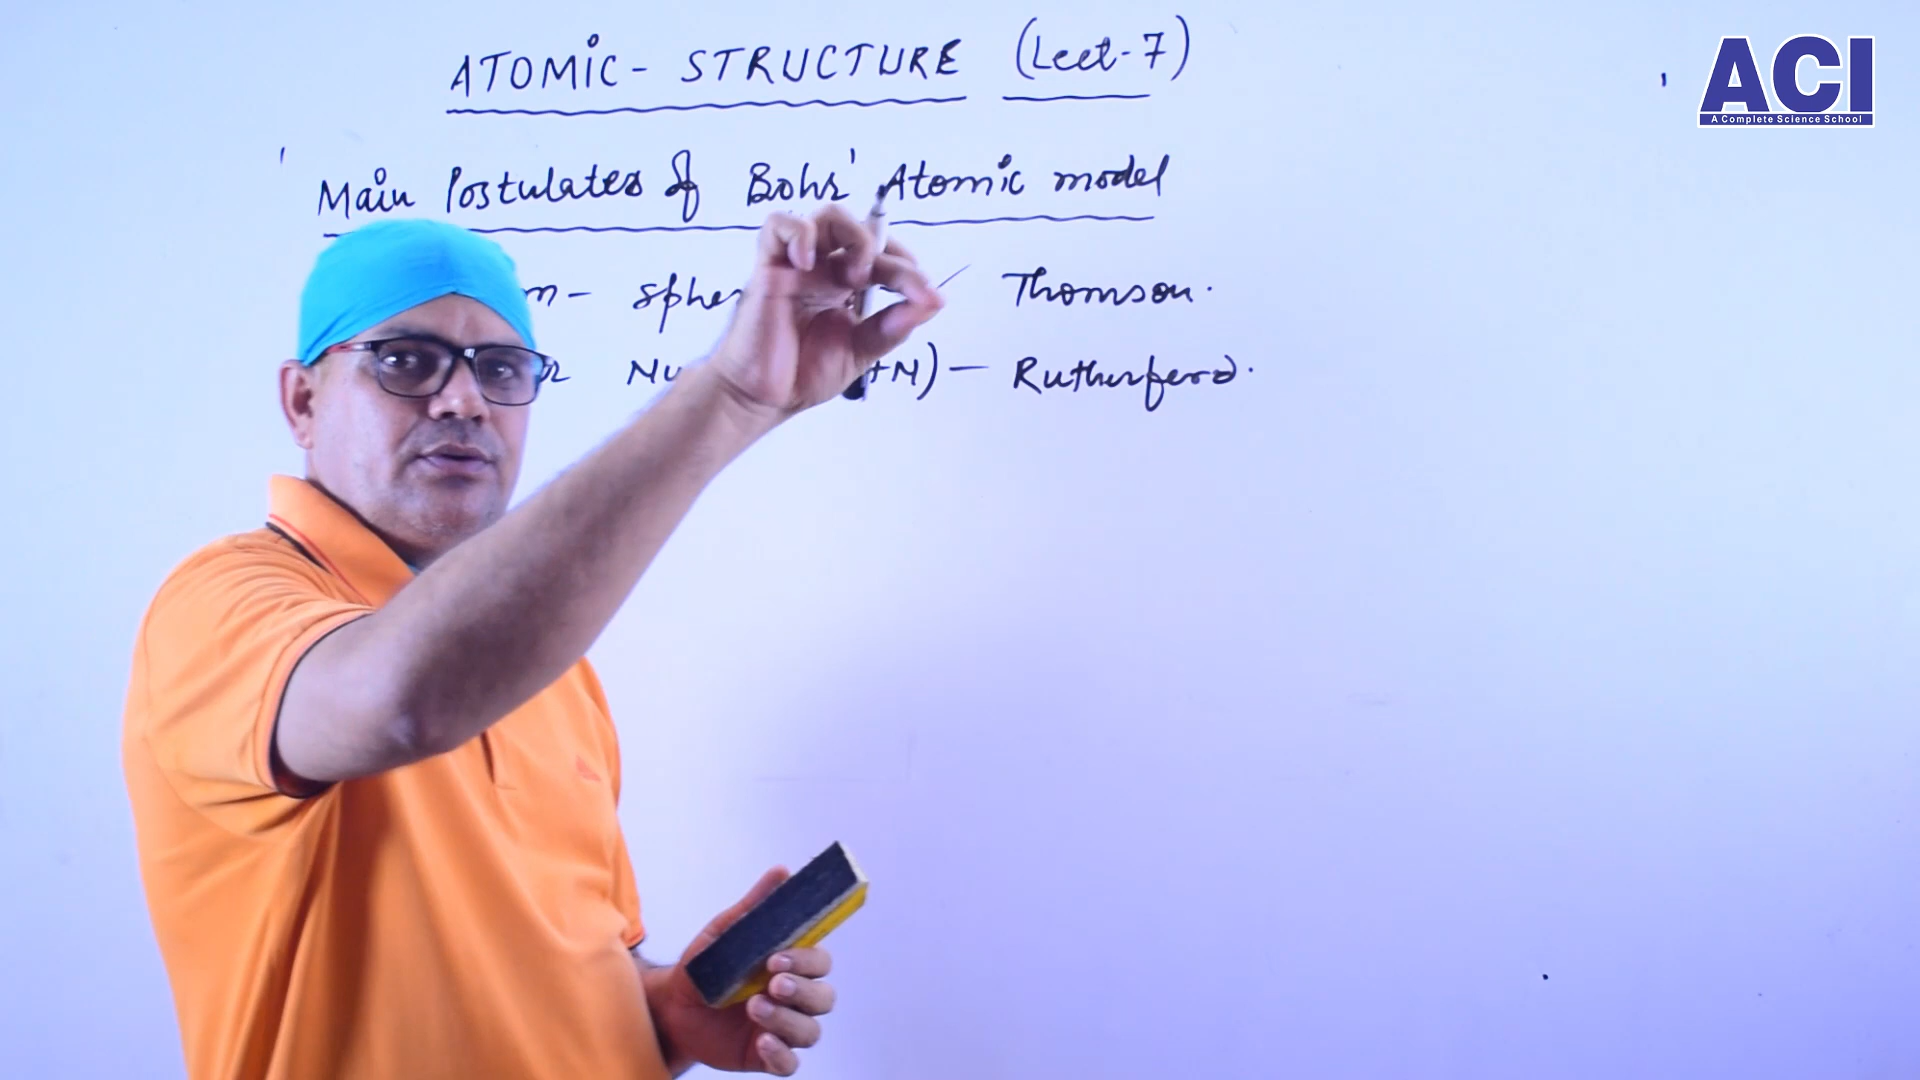 ATOMIC - STRUCTURE (Lect-7)
ACI
A Complete Science School
Main Postulates of Bohr' Atomic model
Thomson.
+N) — Rutherford.